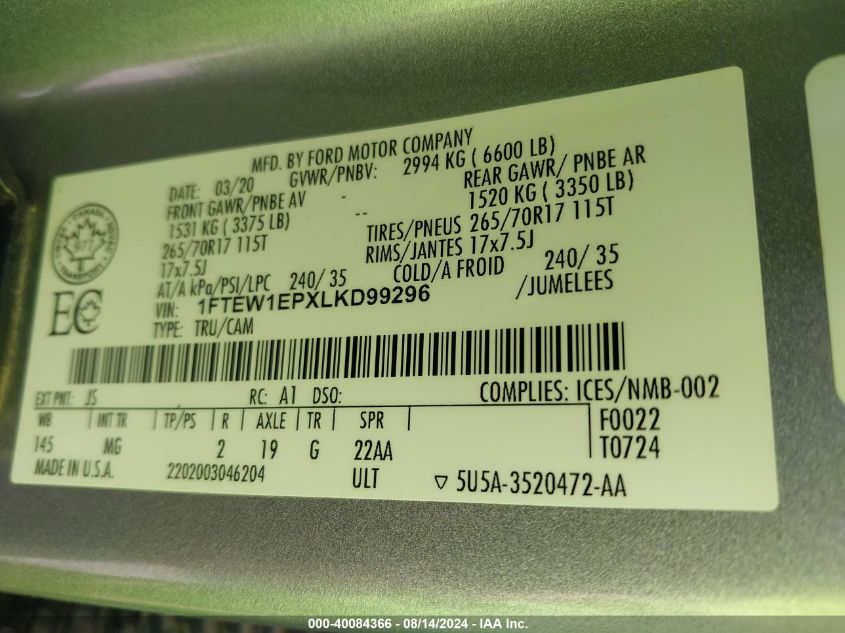 MFD. BY FORD MOTOR COMPANY
DATE: 03/20 GVWR/PNBV: 2994 KG ( 6600 LB)
FRONT GAWR/PNBE AV - REAR GAWR/ PNBE AR
1531 KG ( 3375 LB) -- 1520 KG ( 3350 LB)
265/70R17 115T TIRES/PNEUS 265/70R17 115T
17x7.5J RIMS/JANTES 17x7.5J
AT/A kPa/PSI/LPC 240/ 35 COLD/A FROID 240/ 35
VIN: 1FTEW1EPXLKD99296 /JUMELEES
TYPE: TRU/CAM
CANADA
977
TRANSPORT
EC
EXT PNT: JS RC: A1 DSO: COMPLIES: ICES/NMB-002
WB INT TR TP/PS R AXLE TR SPR F0022
145 MG 2 19 G 22AA T0724
MADE IN U.S.A. 2202003046204 ULT ▽ 5U5A-3520472-AA
000-40084366 - 08/14/2024 - IAA Inc.